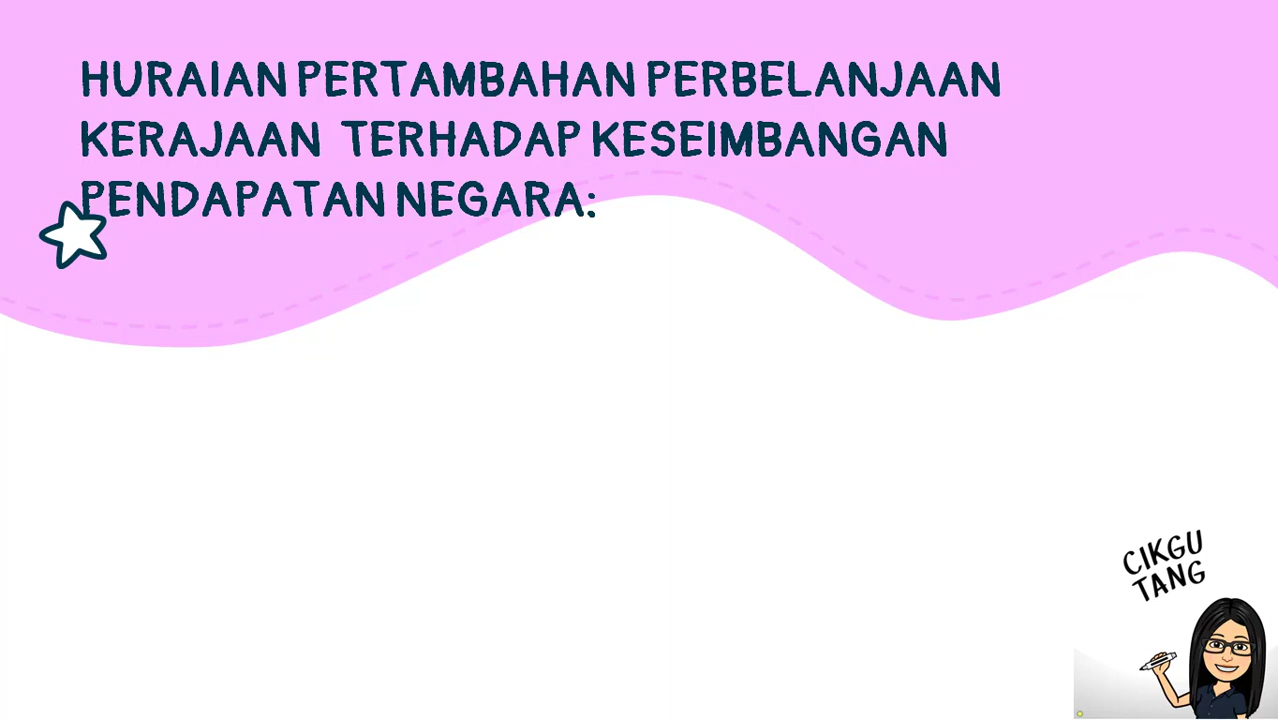 HURAIAN PERTAMBAHAN PERBELANJAAN
KERAJAAN TERHADAP KESEIMBANGAN
PENDAPATAN NEGARA:
CIKGU
TANG